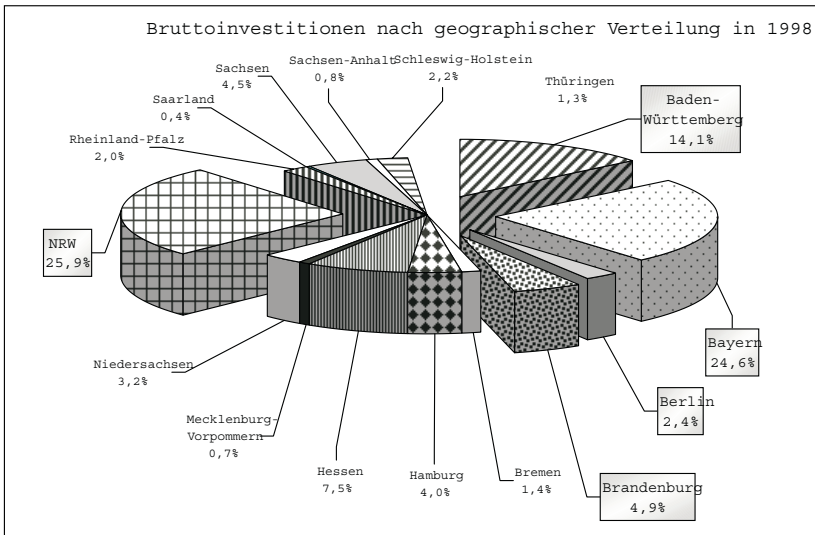 Bruttoinvestitionen nach geographischer Verteilung in 1998
Sachsen-Anhalt
0,8%
Schleswig-Holstein
2,2%
Sachsen
4,5%
Thüringen
1,3%
Saarland
0,4%
Baden-
Württemberg
14,1%
Rheinland-Pfalz
2,0%
NRW
25,9%
Bayern
24,6%
Niedersachsen
3,2%
Berlin
2,4%
Mecklenburg-
Vorpommern
0,7%
Hessen
7,5%
Hamburg
4,0%
Bremen
1,4%
Brandenburg
4,9%